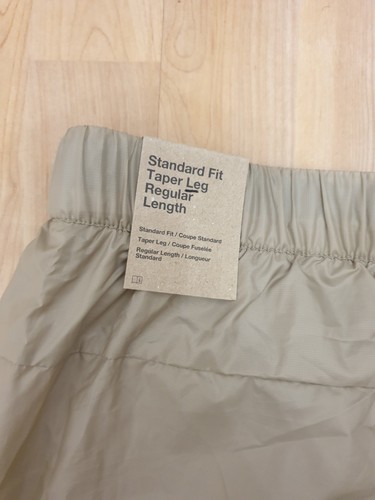 Standard Fit
Taper Leg
Regular
Length
Standard Fit / Coupe Standard
Taper Leg / Coupe Fuselée
Regular Length / Longueur
Standard